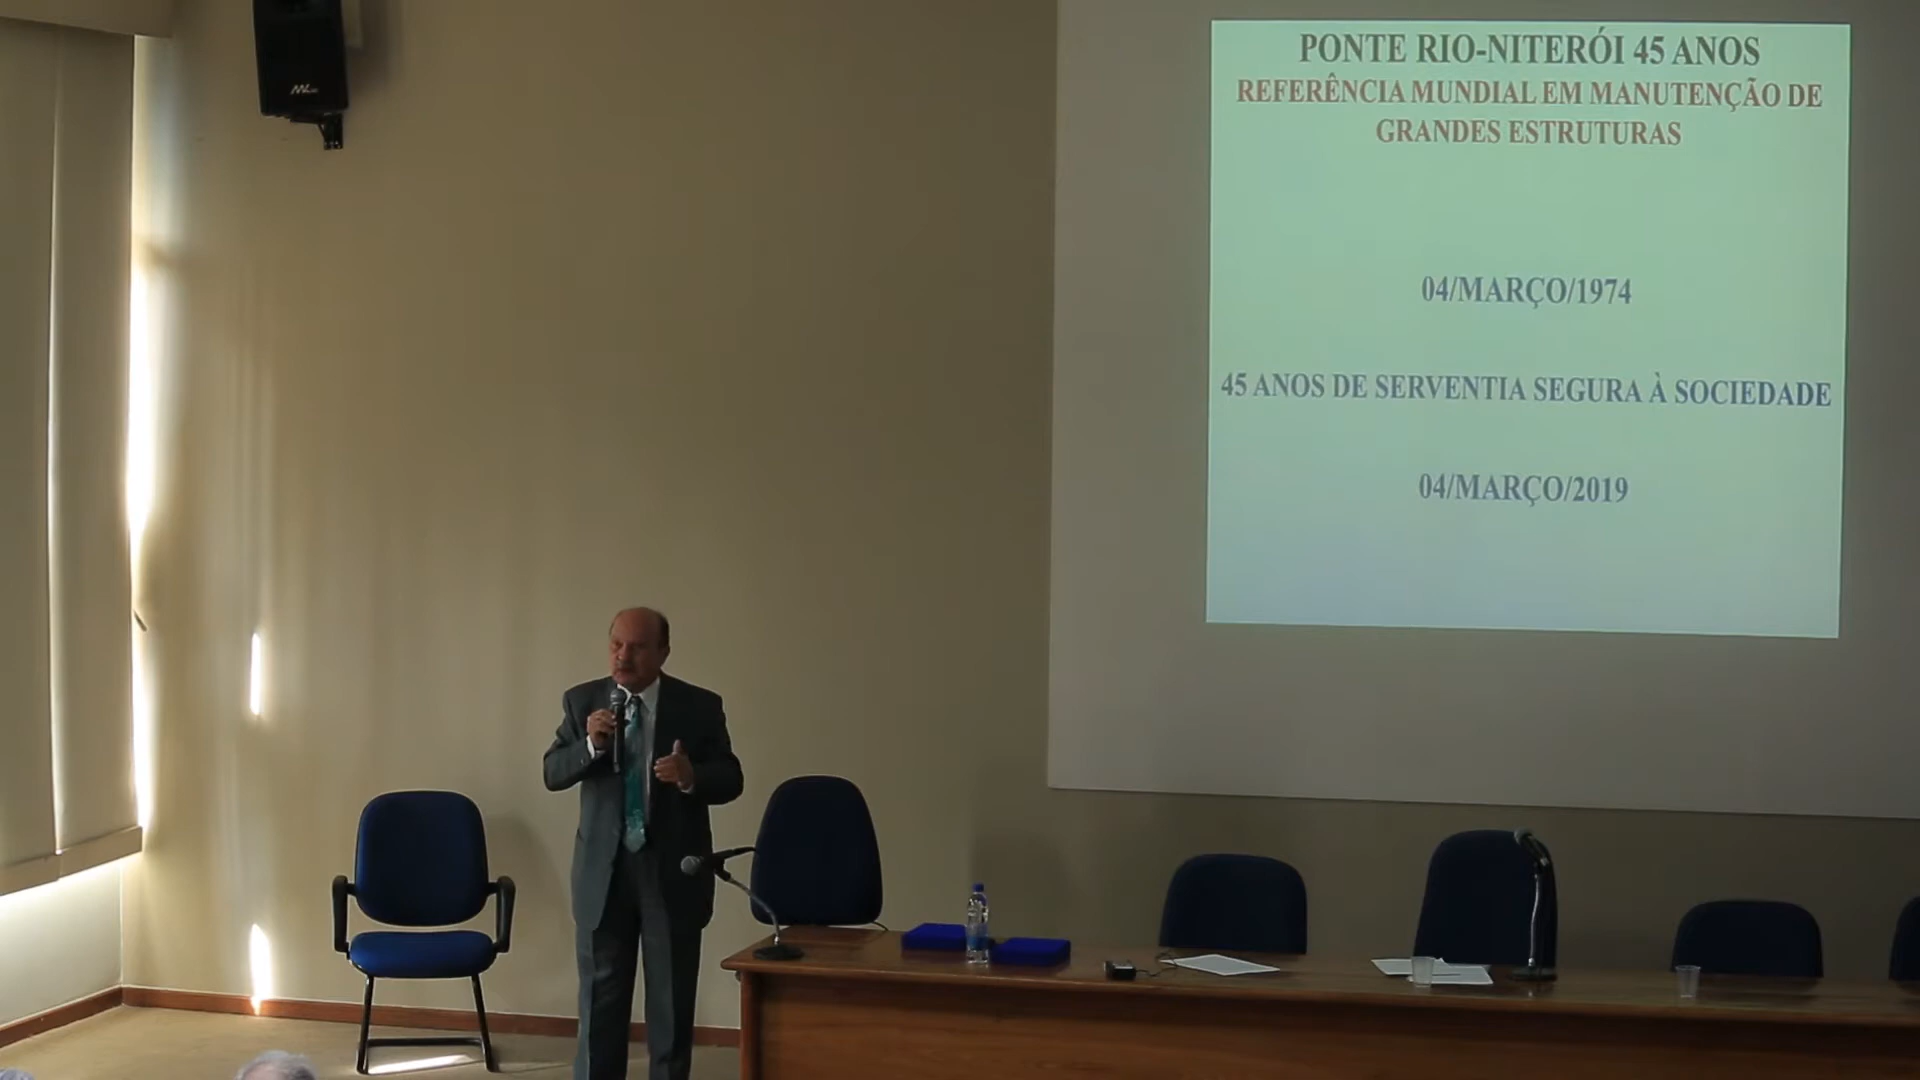 PONTE RIO-NITERÓI 45 ANOS
REFERÊNCIA MUNDIAL EM MANUTENÇÃO DE
GRANDES ESTRUTURAS
04/MARÇO/1974
45 ANOS DE SERVENTIA SEGURA À SOCIEDADE
04/MARÇO/2019